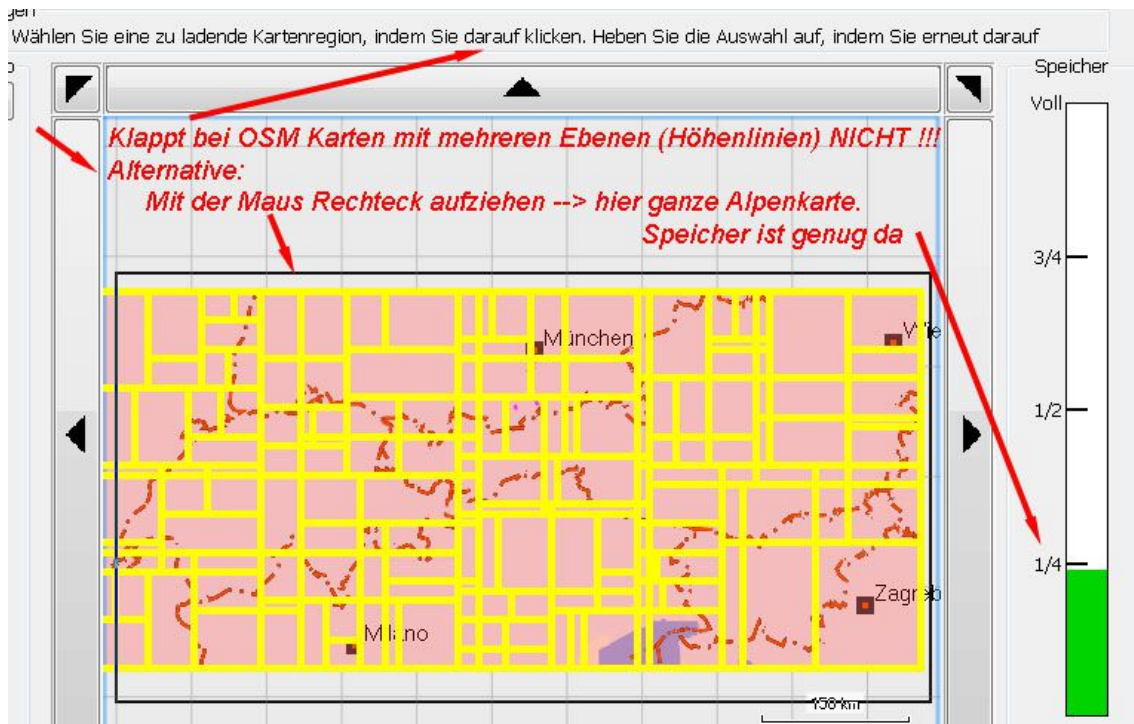 gen
Wählen Sie eine zu ladende Kartenregion, indem Sie darauf klicken. Heben Sie die Auswahl auf, indem Sie erneut darauf
Speicher
Voll
Klappt bei OSM Karten mit mehreren Ebenen (Höhenlinien) NICHT !!!
Alternative:
Mit der Maus Rechteck aufziehen --> hier ganze Alpenkarte.
Speicher ist genug da
3/4
München
Wie
1/2
1/4
Zagreb
Milano
150 km